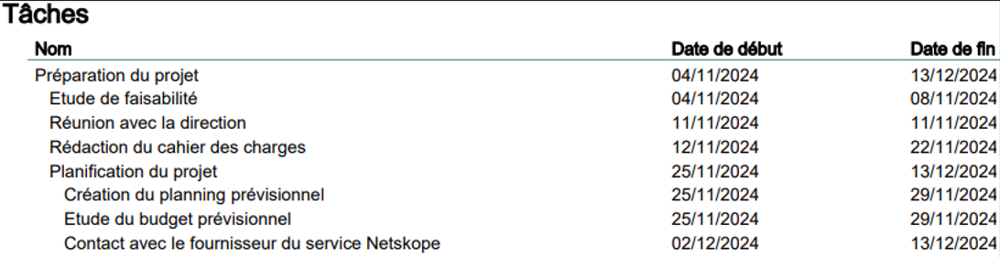 Tâches
Nom Date de début Date de fin
Préparation du projet 04/11/2024 13/12/2024
Etude de faisabilité 04/11/2024 08/11/2024
Réunion avec la direction 11/11/2024 11/11/2024
Rédaction du cahier des charges 12/11/2024 22/11/2024
Planification du projet 25/11/2024 13/12/2024
Création du planning prévisionnel 25/11/2024 29/11/2024
Etude du budget prévisionnel 25/11/2024 29/11/2024
Contact avec le fournisseur du service Netskope 02/12/2024 13/12/2024